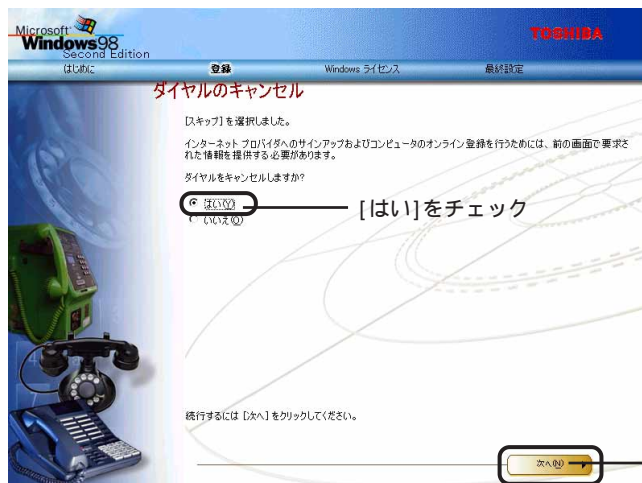 Microsoft
Windows98
Second Edition
TOSHIBA
はじめに 登録 Windows ライセンス 最終設定
ダイヤルのキャンセル
[スキップ] を選択しました。
インターネット プロバイダへのサインアップおよびコンピュータのオンライン登録を行うためには、前の画面で要求さ
れた情報を提供する必要があります。
ダイヤルをキャンセルしますか?
はい(Y)
[はい]をチェック
いいえ(O)
続行するには [次へ] をクリックしてください。
次へ(N)